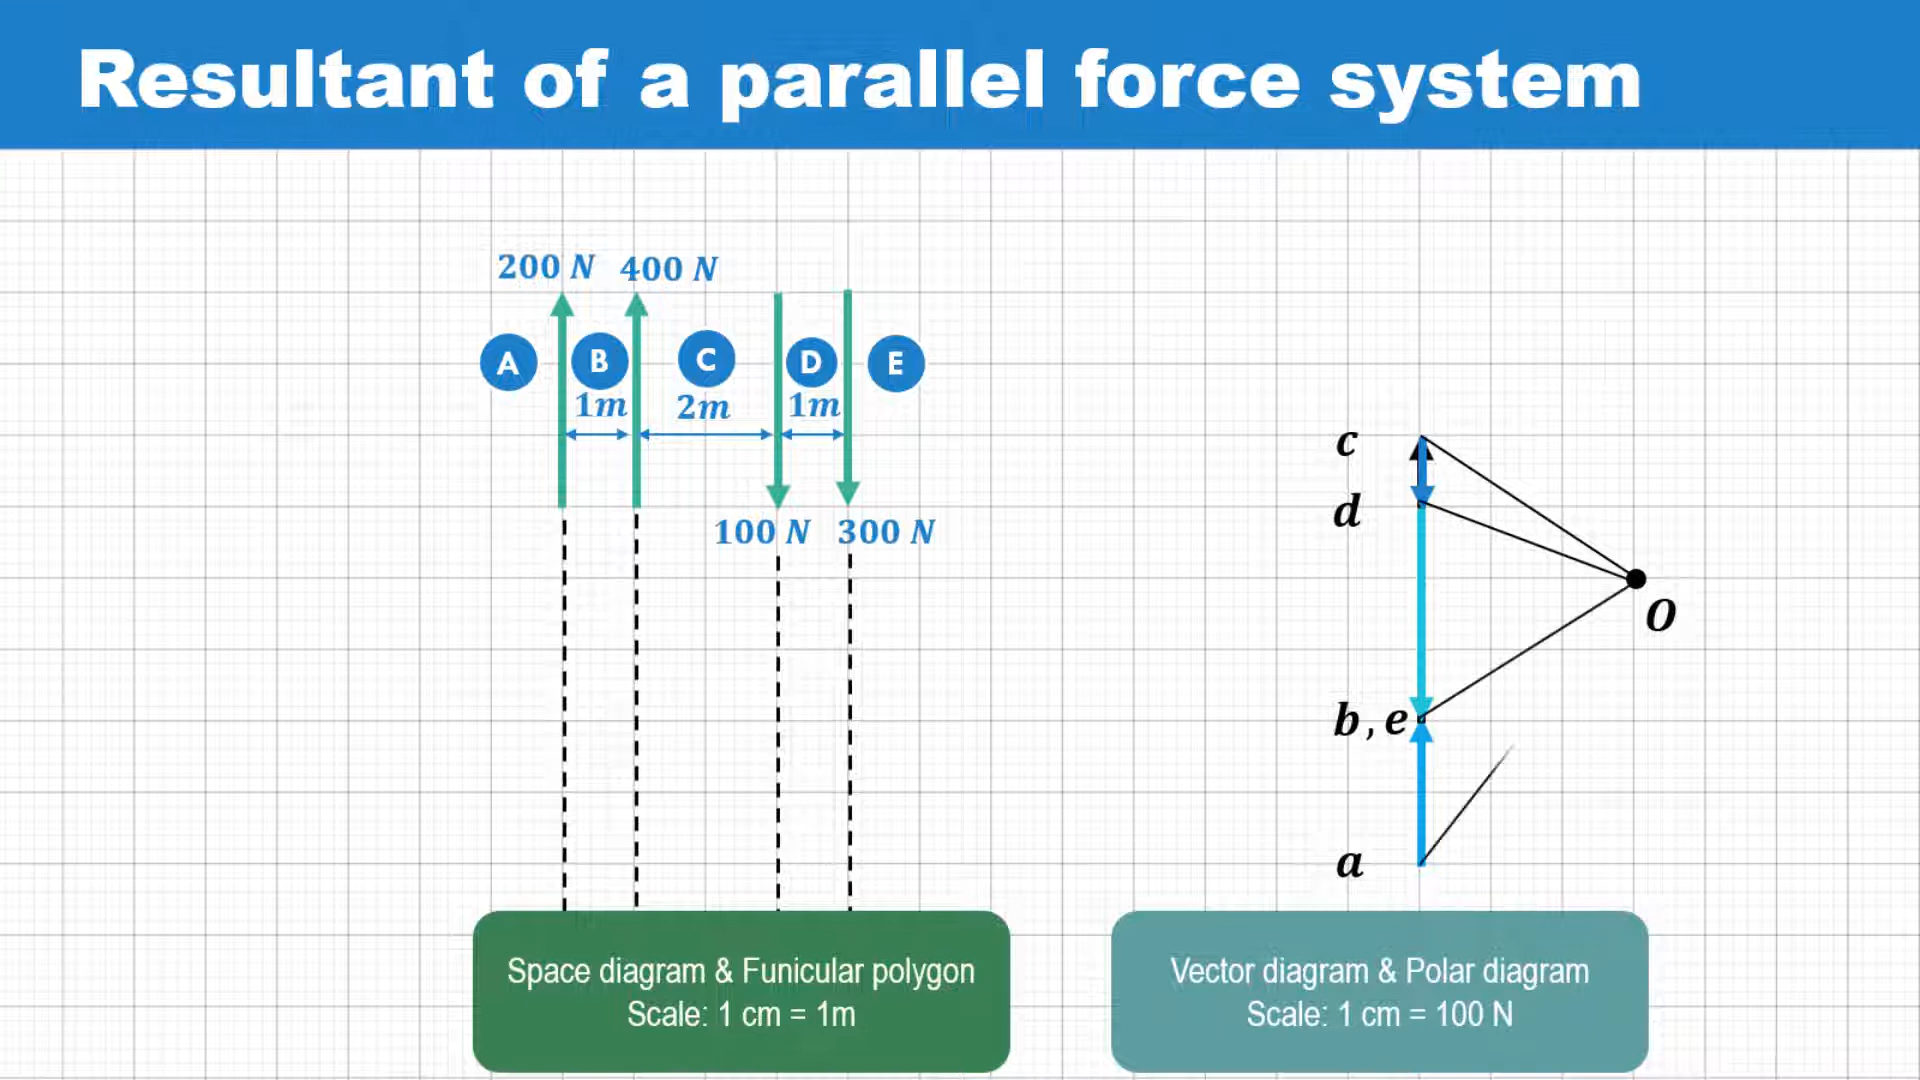 Resultant of a parallel force system
200 N 400 N
A B C D E
1m 2m 1m
100 N 300 N
c
d
O
b, e
a
Space diagram & Funicular polygon
Scale: 1 cm = 1m
Vector diagram & Polar diagram
Scale: 1 cm = 100 N